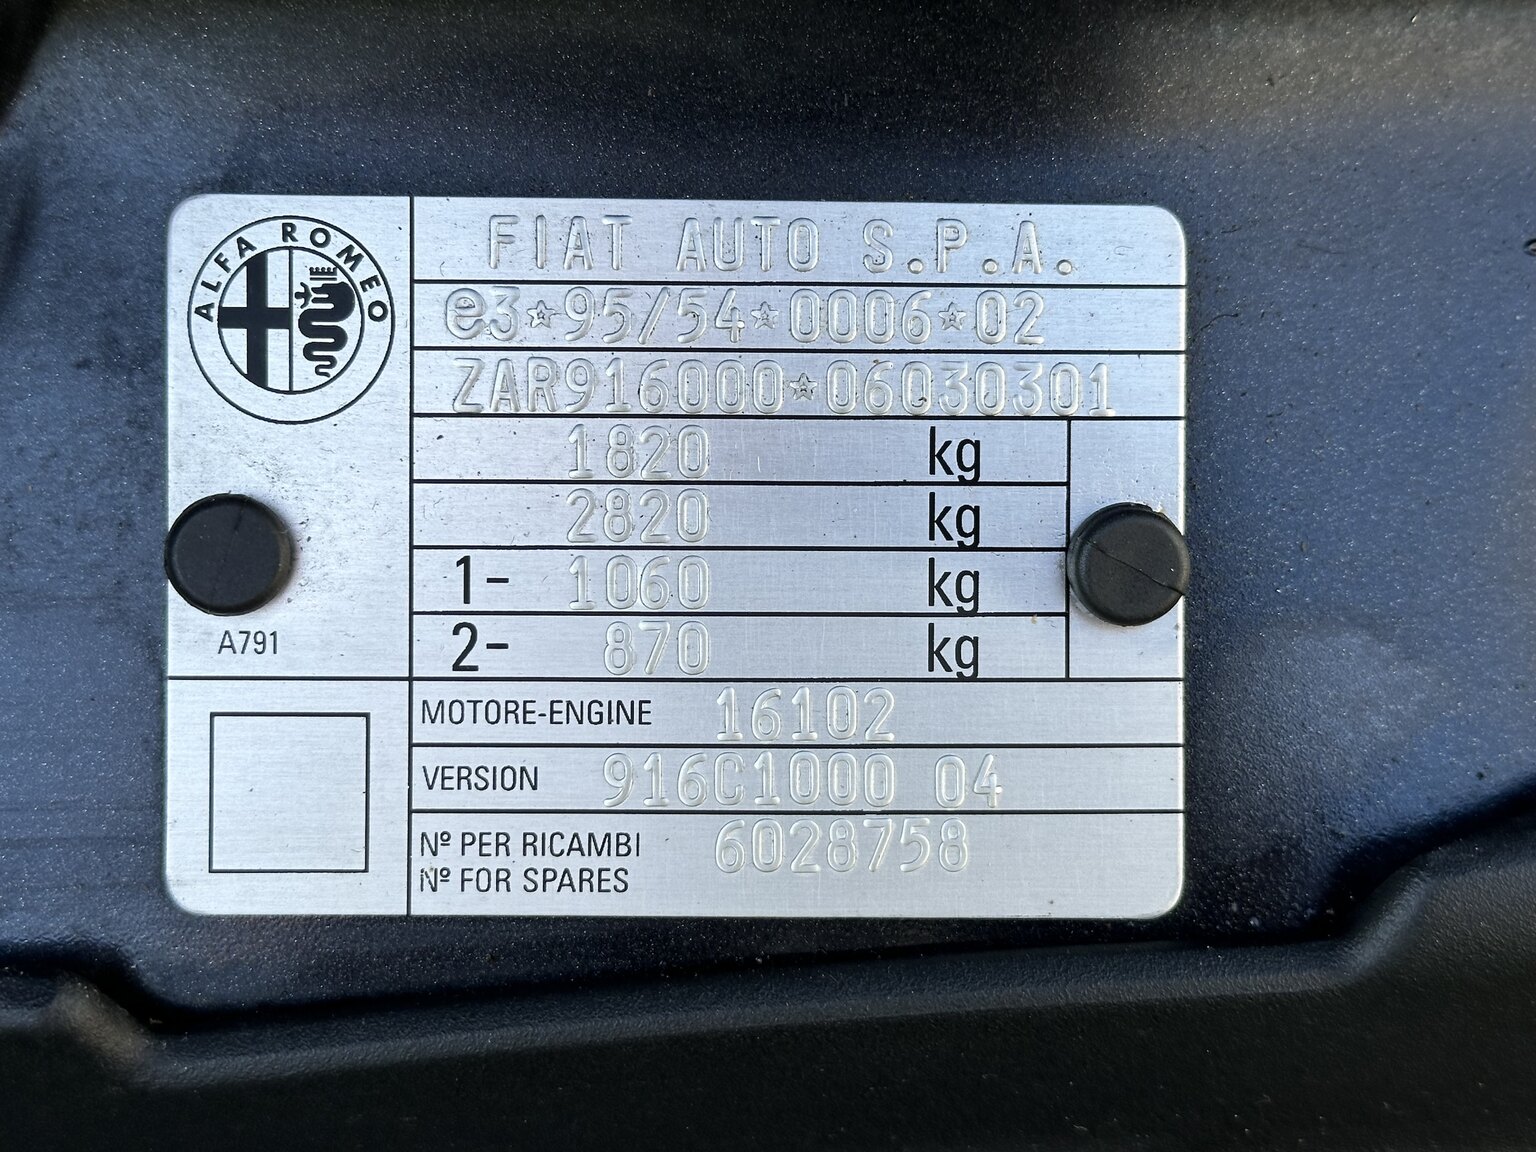 ALFA ROMEO
FIAT AUTO S.P.A.
e3*95/54*0006*02
ZAR916000*06030301
1820 kg
2820 kg
1- 1060 kg
2- 870 kg
A791
MOTORE-ENGINE 16102
VERSION 916C1000 04
Nº PER RICAMBI 6028758
Nº FOR SPARES